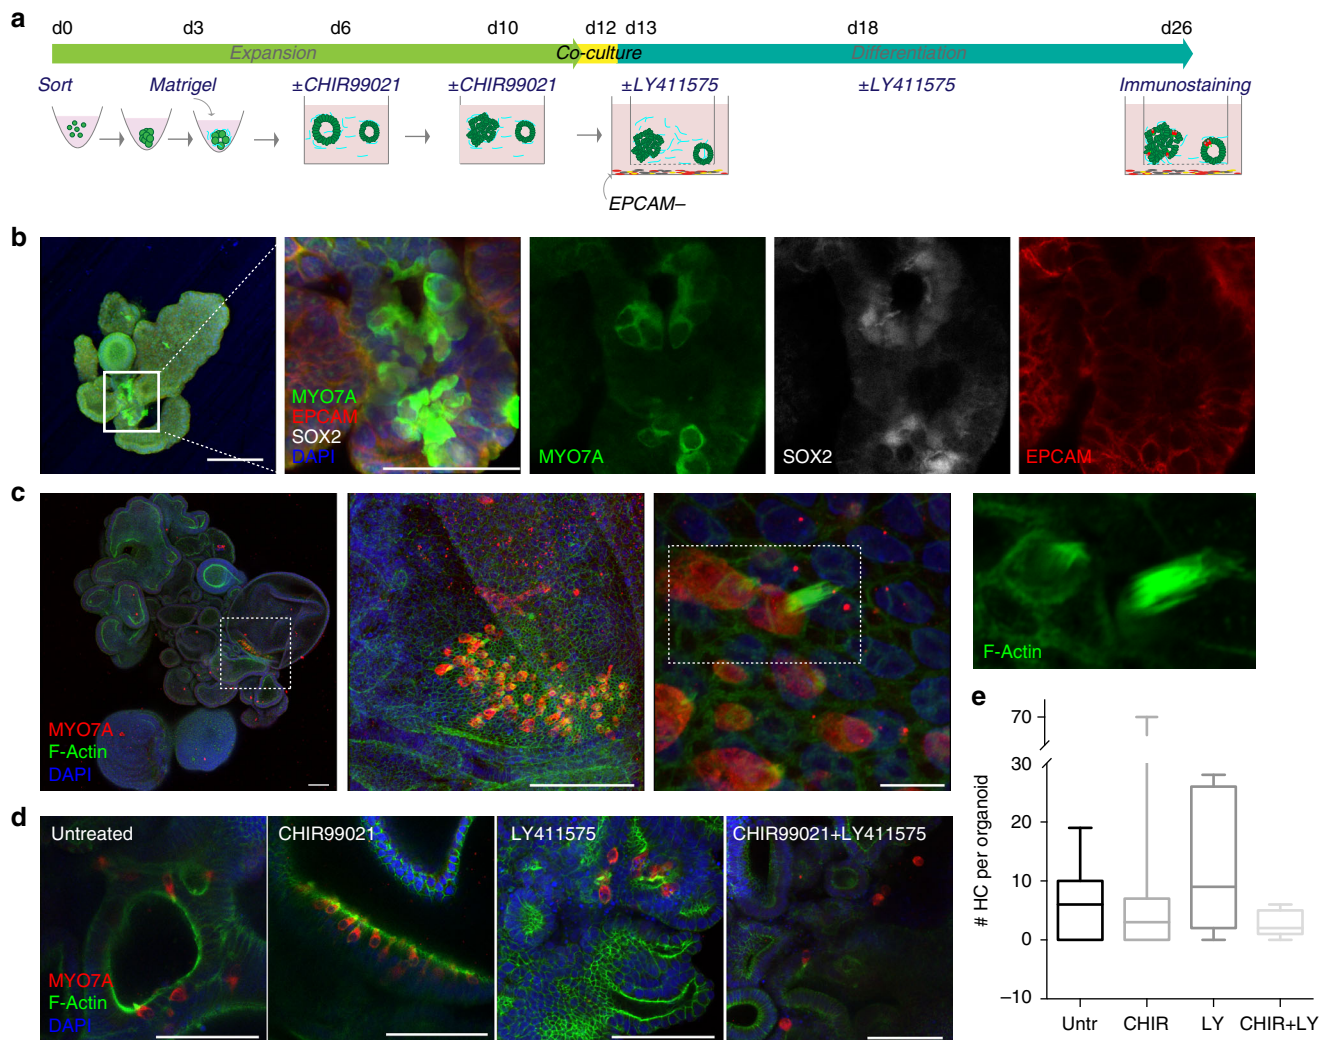 a
d0 d3 d6 d10 d12 d13 d18 d26
Expansion Co-culture Differentiation
Sort Matrigel ±CHIR99021 ±CHIR99021 ±LY411575 ±LY411575 Immunostaining
EPCAM–
b
MYO7A
EPCAM
SOX2
DAPI
MYO7A
SOX2
EPCAM
c
MYO7A
F-Actin
DAPI
F-Actin
d
Untreated
CHIR99021
LY411575
CHIR99021+LY411575
MYO7A
F-Actin
DAPI
e
# HC per organoid
70
30
20
10
0
–10
Untr CHIR LY CHIR+LY